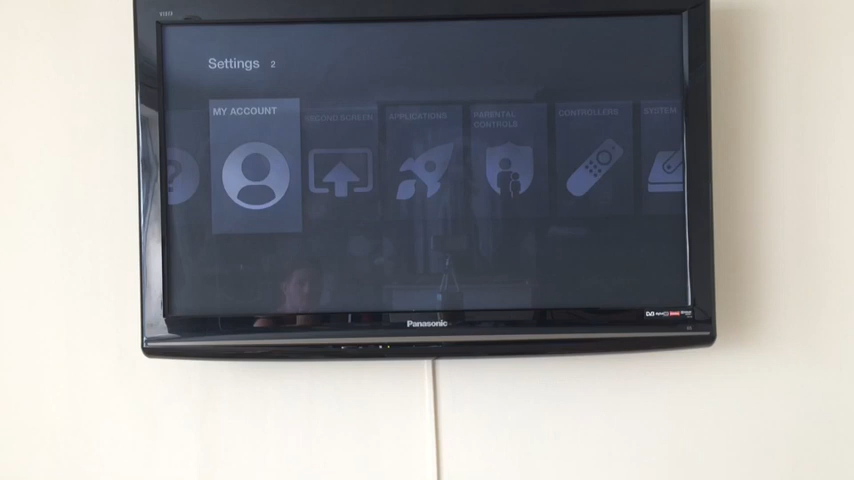 Settings 2
MY ACCOUNT
SECOND SCREEN
APPLICATIONS
PARENTAL
CONTROLS
CONTROLLERS
SYSTEM
Panasonic